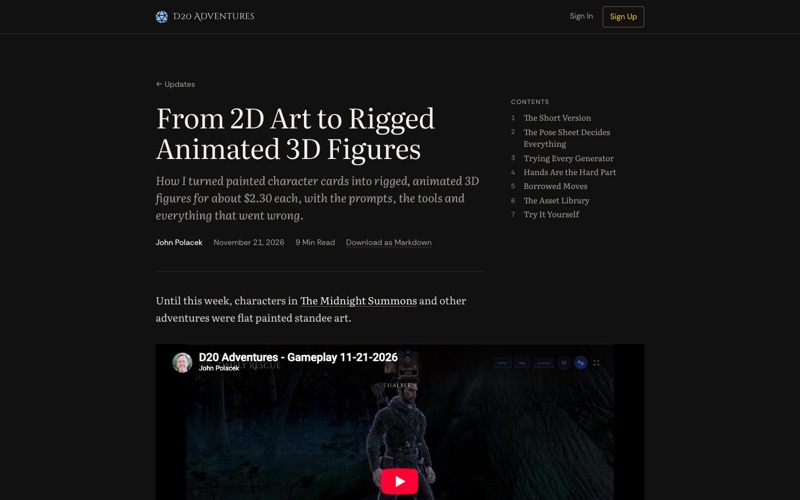 D20 Adventures
Sign In
Sign Up
← Updates
From 2D Art to Rigged
Animated 3D Figures
How I turned painted character cards into rigged, animated 3D
figures for about $2.30 each, with the prompts, the tools and
everything that went wrong.
John Polacek
November 21, 2026
9 Min Read
Download as Markdown
CONTENTS
1 The Short Version
2 The Pose Sheet Decides
Everything
3 Trying Every Generator
4 Hands Are the Hard Part
5 Borrowed Moves
6 The Asset Library
7 Try It Yourself
Until this week, characters in The Midnight Summons and other
adventures were flat painted standee art.
D20 Adventures - Gameplay 11-21-2026
John Polacek